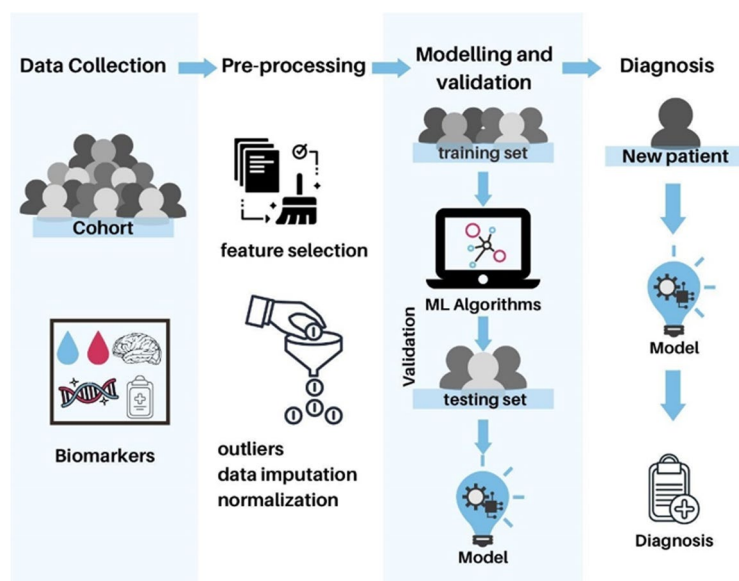 Data Collection
Pre-processing
Modelling and
validation
Diagnosis
Cohort
Biomarkers
feature selection
outliers
data imputation
normalization
training set
ML Algorithms
Validation
testing set
Model
New patient
Model
Diagnosis